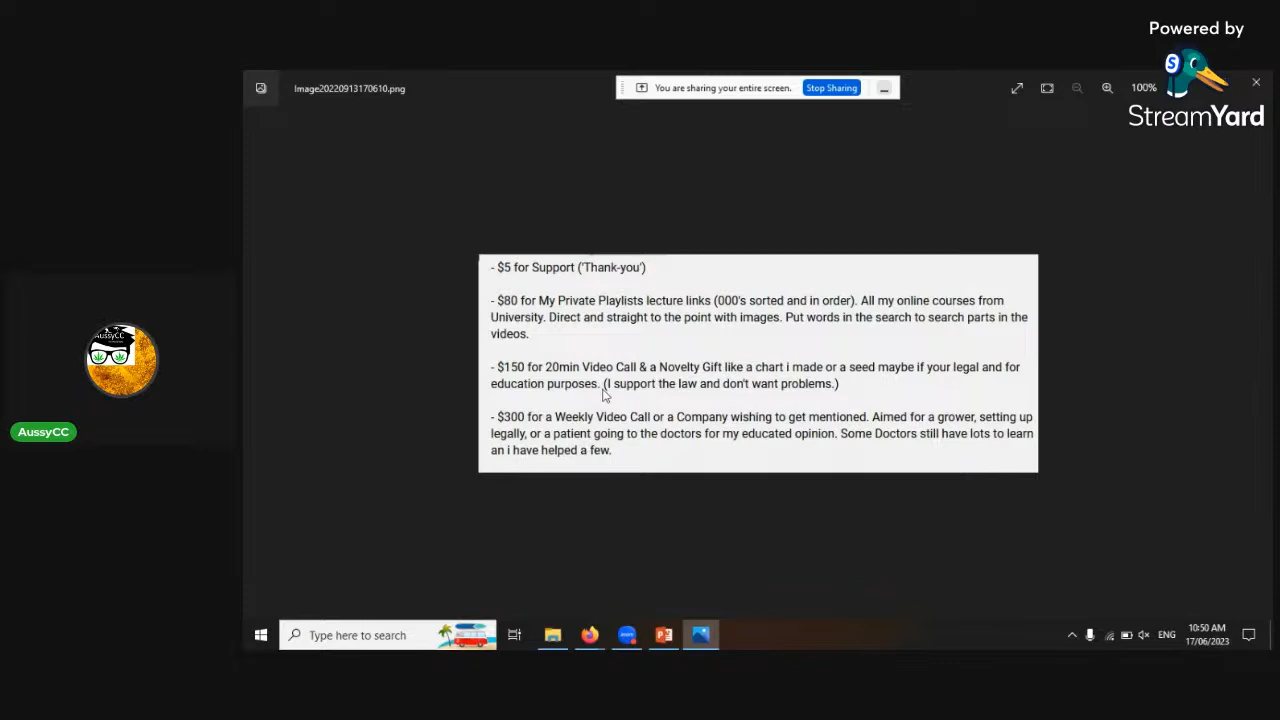 Powered by
StreamYard
Image20220913170610.png
You are sharing your entire screen.
Stop Sharing
100%
- $5 for Support ('Thank-you')
- $80 for My Private Playlists lecture links (000's sorted and in order). All my online courses from
University. Direct and straight to the point with images. Put words in the search to search parts in the
videos.
- $150 for 20min Video Call & a Novelty Gift like a chart i made or a seed maybe if your legal and for
education purposes. (I support the law and don't want problems.)
- $300 for a Weekly Video Call or a Company wishing to get mentioned. Aimed for a grower, setting up
legally, or a patient going to the doctors for my educated opinion. Some Doctors still have lots to learn
an i have helped a few.
AussyCC
AussyCC
Type here to search
ENG
10:50 AM
17/06/2023